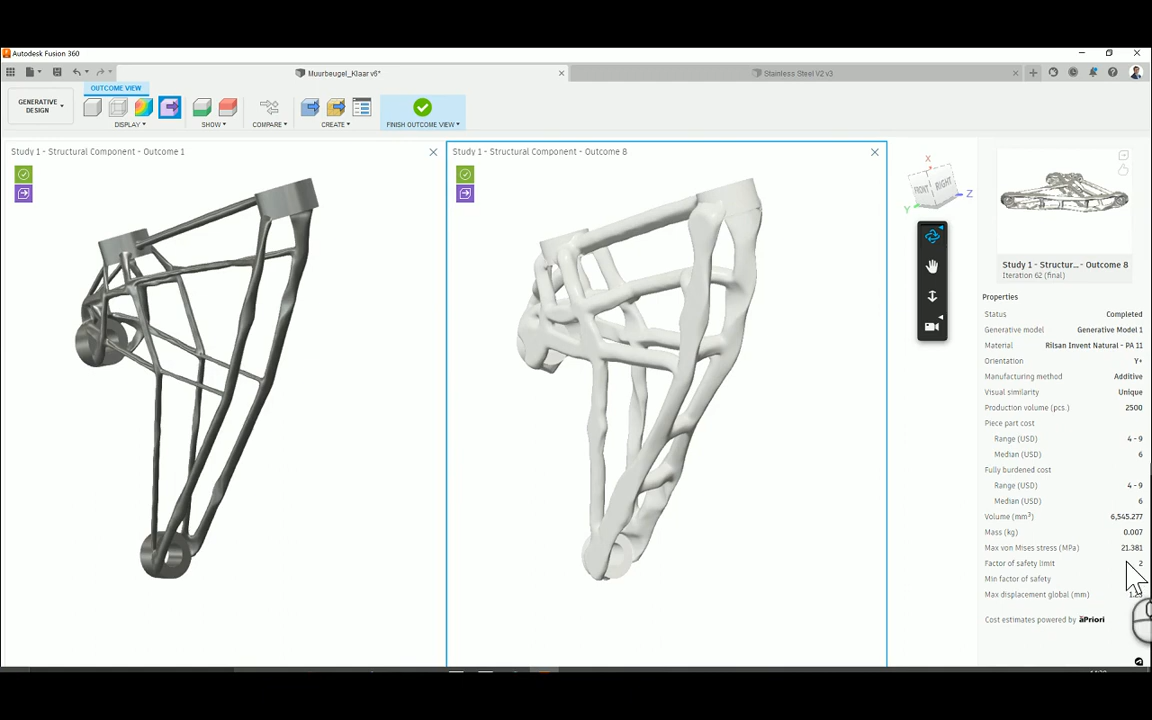 Autodesk Fusion 360
Muurbeugel_Klaar v6*
Stainless Steel V2 v3
GENERATIVE DESIGN
OUTCOME VIEW
DISPLAY
SHOW
COMPARE
CREATE
FINISH OUTCOME VIEW
Study 1 - Structural Component - Outcome 1
Study 1 - Structural Component - Outcome 8
X
FRONT
RIGHT
Z
Y
Study 1 - Structur... - Outcome 8
Iteration 62 (final)
Properties
Status Completed
Generative model Generative Model 1
Material Rilsan Invent Natural - PA 11
Orientation Y+
Manufacturing method Additive
Visual similarity Unique
Production volume (pcs.) 2500
Piece part cost
Range (USD) 4 - 9
Median (USD) 6
Fully burdened cost
Range (USD) 4 - 9
Median (USD) 6
Volume (mm³) 6,545.277
Mass (kg) 0.007
Max von Mises stress (MPa) 21.381
Factor of safety limit 2
Min factor of safety
Max displacement global (mm)
Cost estimates powered by aPriori